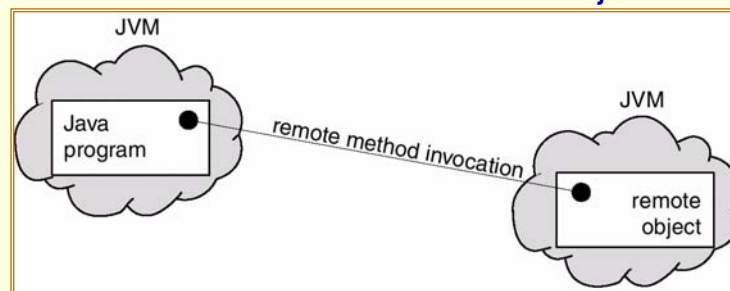 JVM
Java
program
remote method invocation
JVM
remote
object